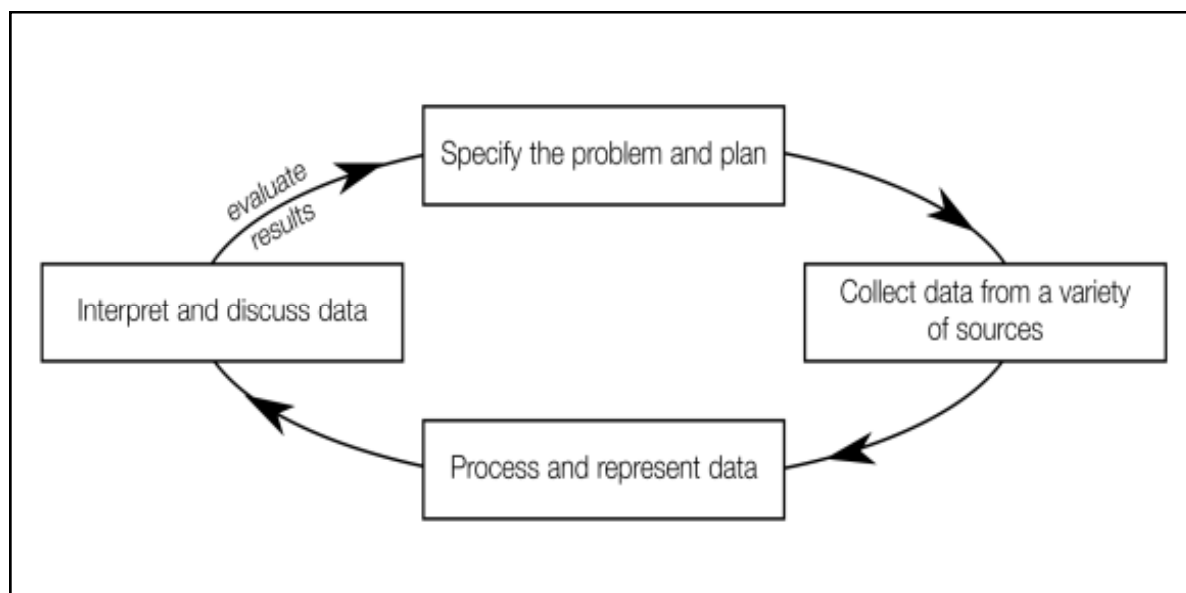 Specify the problem and plan
evaluate
results
Collect data from a variety
of sources
Interpret and discuss data
Process and represent data